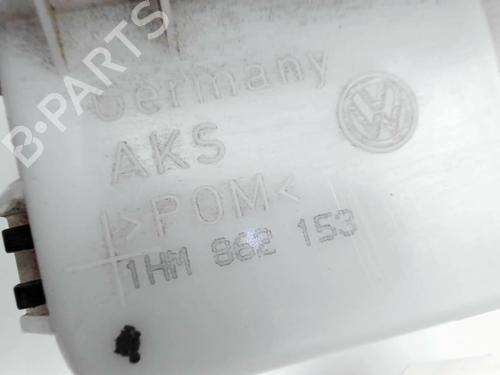 B-PARTS
Germany
AKS
>POM<
1HM 862 153